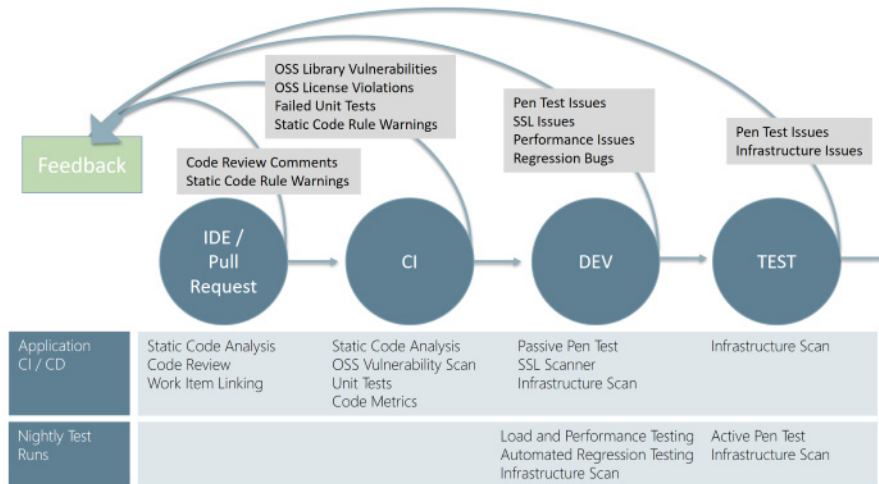 OSS Library Vulnerabilities
OSS License Violations
Failed Unit Tests
Static Code Rule Warnings
Pen Test Issues
SSL Issues
Performance Issues
Regression Bugs
Pen Test Issues
Infrastructure Issues
Feedback
Code Review Comments
Static Code Rule Warnings
IDE /
Pull
Request
CI
DEV
TEST
Application
CI / CD
Static Code Analysis
Code Review
Work Item Linking
Static Code Analysis
OSS Vulnerability Scan
Unit Tests
Code Metrics
Passive Pen Test
SSL Scanner
Infrastructure Scan
Infrastructure Scan
Nightly Test
Runs
Load and Performance Testing
Automated Regression Testing
Infrastructure Scan
Active Pen Test
Infrastructure Scan